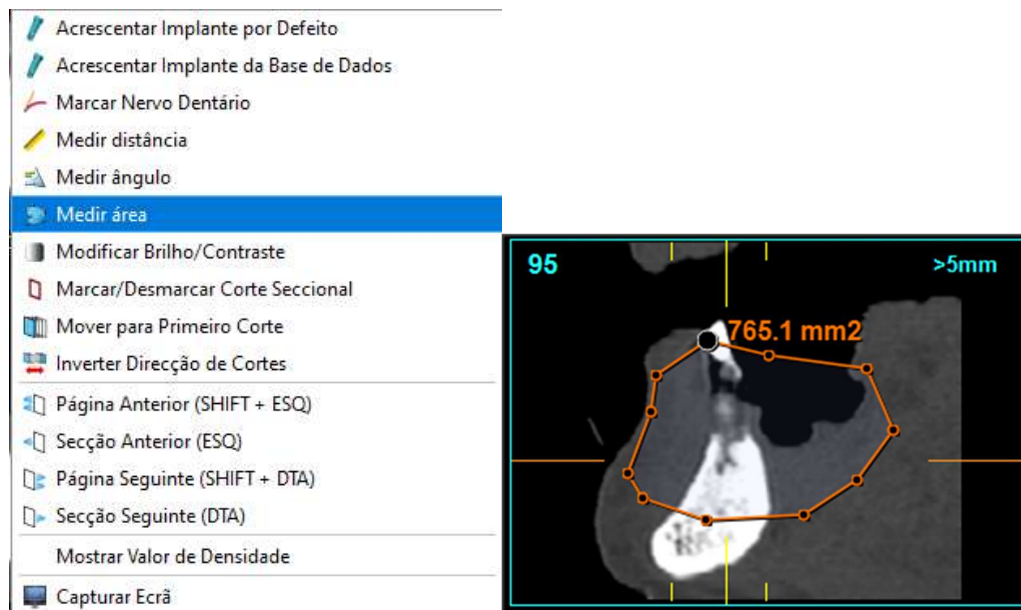 Acrescentar Implante por Defeito
Acrescentar Implante da Base de Dados
Marcar Nervo Dentário
Medir distância
Medir ângulo
Medir área
Modificar Brilho/Contraste
Marcar/Desmarcar Corte Seccional
Mover para Primeiro Corte
Inverter Direcção de Cortes
Página Anterior (SHIFT + ESQ)
Secção Anterior (ESQ)
Página Seguinte (SHIFT + DTA)
Secção Seguinte (DTA)
Mostrar Valor de Densidade
Capturar Ecrã
95
>5mm
765.1 mm2